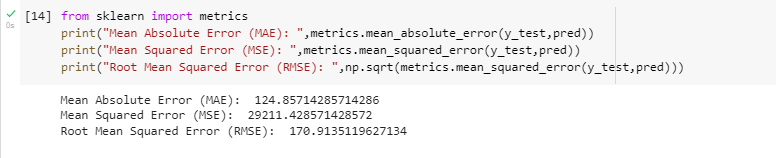 [14] from sklearn import metrics
0s
print("Mean Absolute Error (MAE): ",metrics.mean_absolute_error(y_test,pred))
print("Mean Squared Error (MSE): ",metrics.mean_squared_error(y_test,pred))
print("Root Mean Squared Error (RMSE): ",np.sqrt(metrics.mean_squared_error(y_test,pred)))
Mean Absolute Error (MAE):  124.85714285714286
Mean Squared Error (MSE):  29211.428571428572
Root Mean Squared Error (RMSE):  170.9135119627134